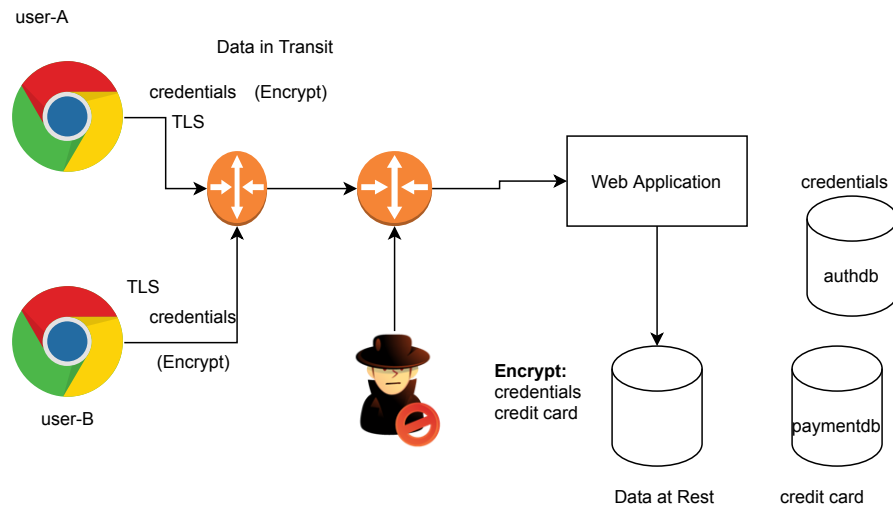 user-A
Data in Transit
credentials (Encrypt)
TLS
Web Application
credentials
authdb
TLS
credentials
(Encrypt)
user-B
Encrypt:
credentials
credit card
paymentdb
Data at Rest
credit card